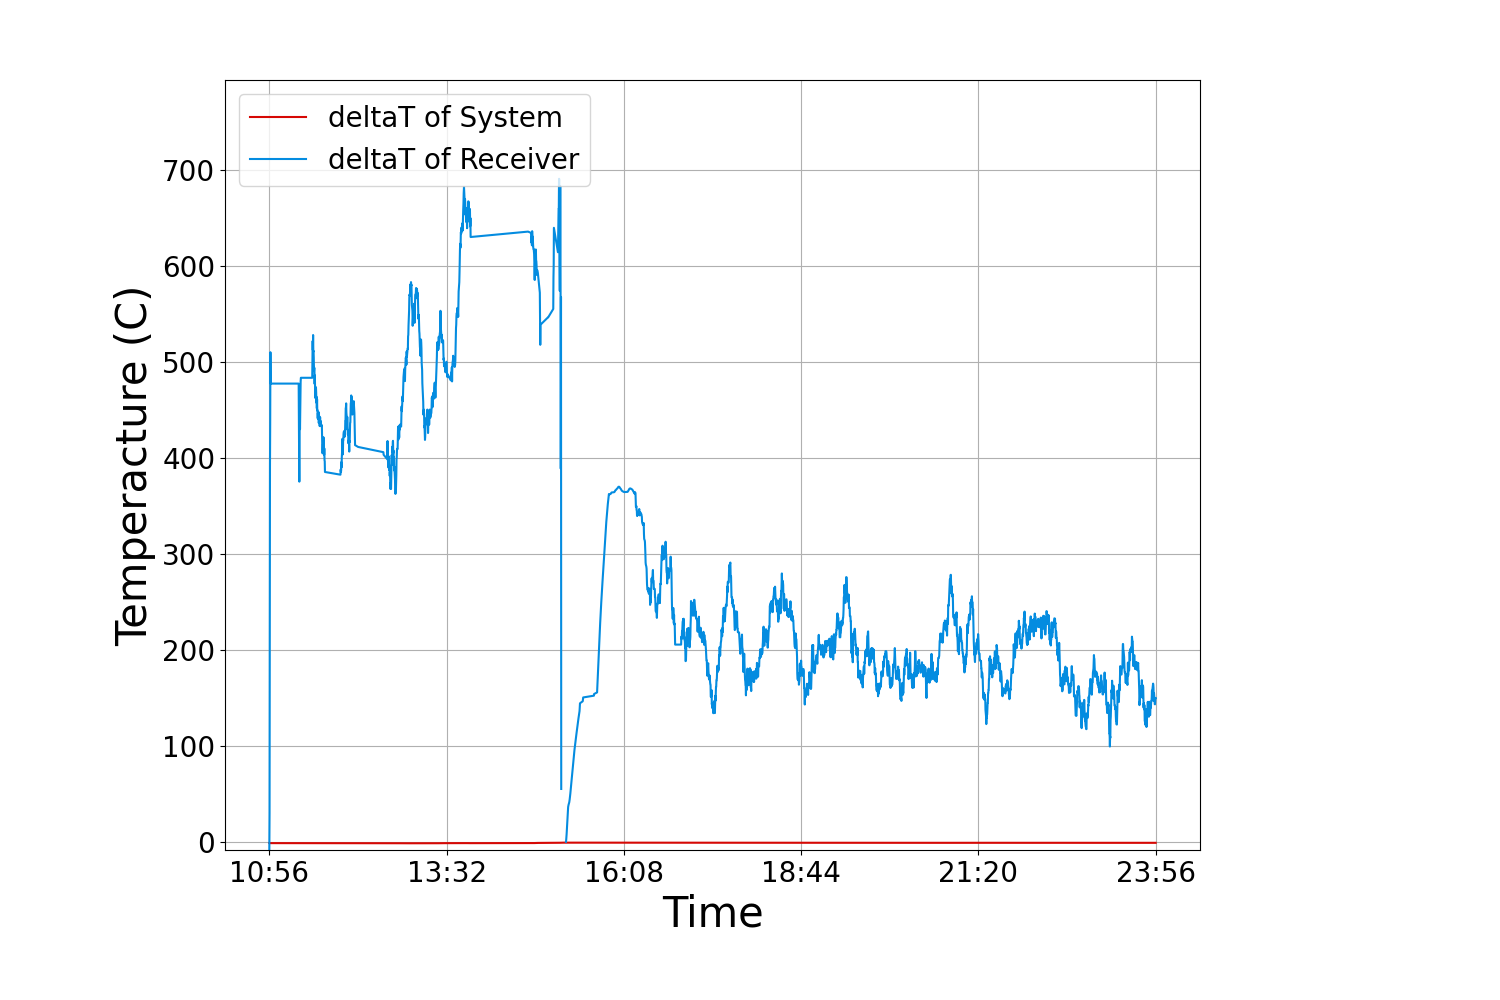 deltaT of System
deltaT of Receiver
700
600
500
400
300
200
100
0
Temperacture (C)
10:56 13:32 16:08 18:44 21:20 23:56
Time